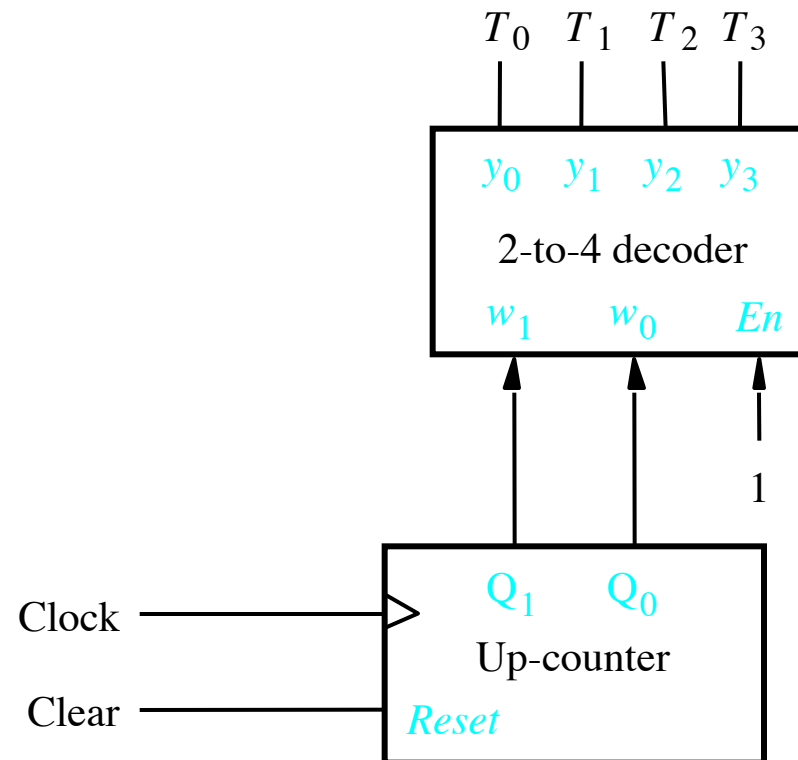 T0 T1 T2 T3
y0 y1 y2 y3
2-to-4 decoder
w1 w0 En
1
Q1 Q0
Clock
Up-counter
Clear
Reset